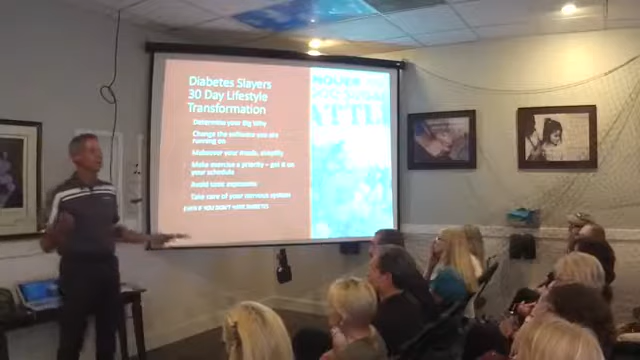 Diabetes Slayers
30 Day Lifestyle
Transformation
Determine your Big Why
Change the software you are
running on
Makeover your meals, simplify
Make exercise a priority – get it on
your schedule
Avoid toxic exposures
Take care of your nervous system
EVEN IF YOU DON'T HAVE DIABETES